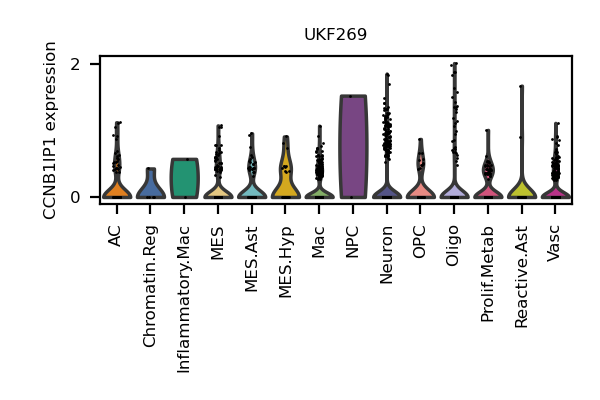 UKF269
CCNB1IP1 expression
2
0
AC
Chromatin.Reg
Inflammatory.Mac
MES
MES.Ast
MES.Hyp
Mac
NPC
Neuron
OPC
Oligo
Prolif.Metab
Reactive.Ast
Vasc